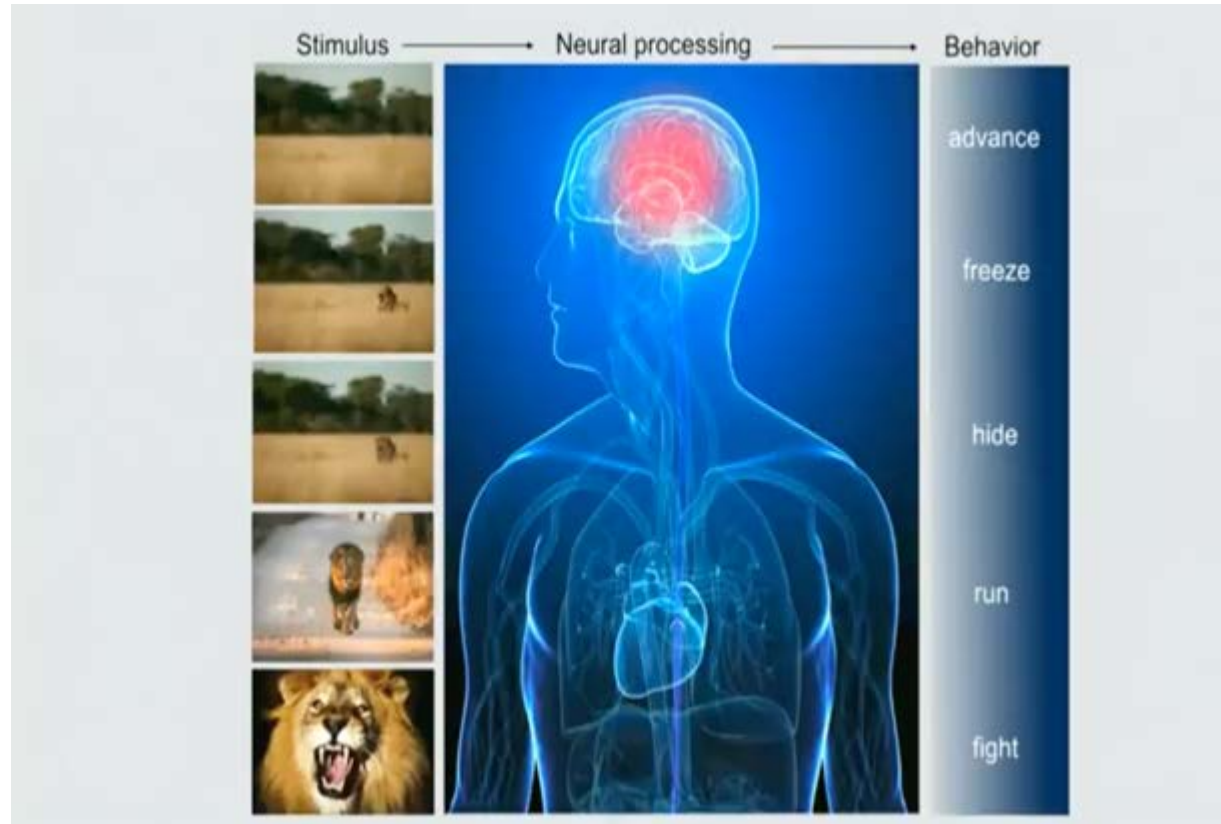 Stimulus
Neural processing
Behavior
advance
freeze
hide
run
fight